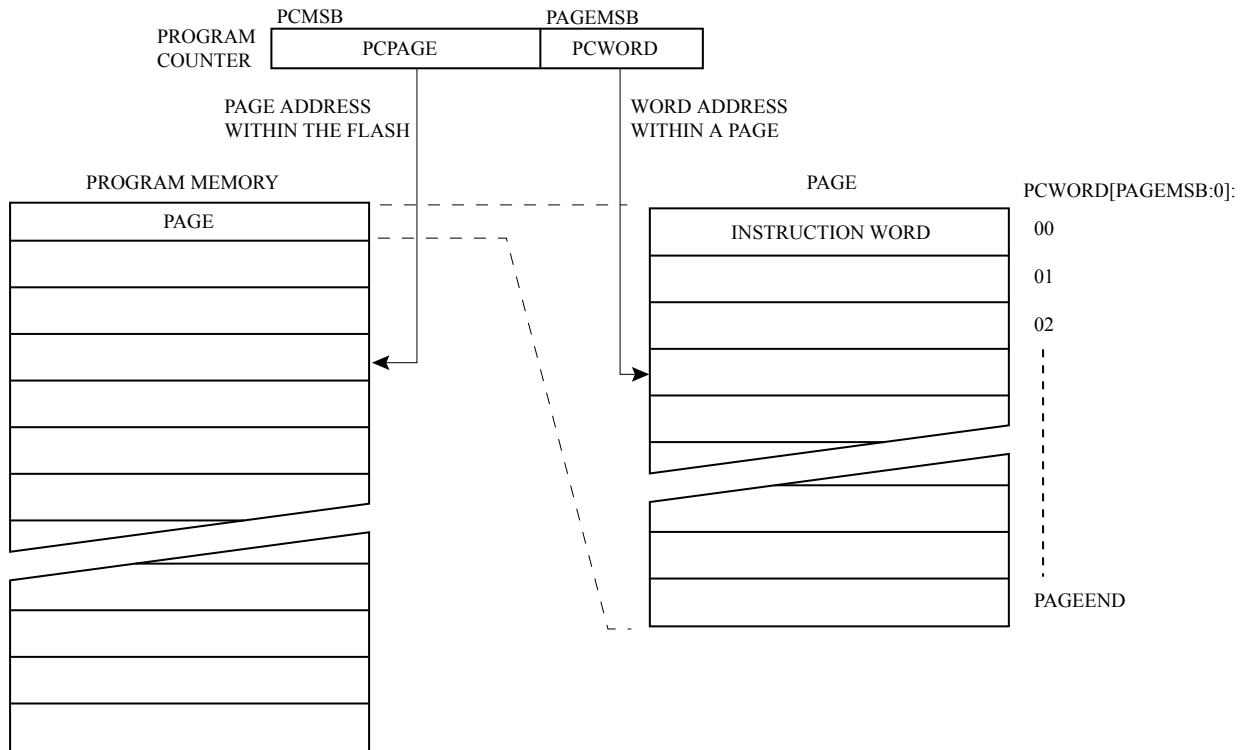 PCMSB
PAGEMSB
PROGRAM
COUNTER
PCPAGE
PCWORD
PAGE ADDRESS
WITHIN THE FLASH
WORD ADDRESS
WITHIN A PAGE
PROGRAM MEMORY
PAGE
PAGE
INSTRUCTION WORD
PCWORD[PAGEMSB:0]:
00
01
02
PAGEEND